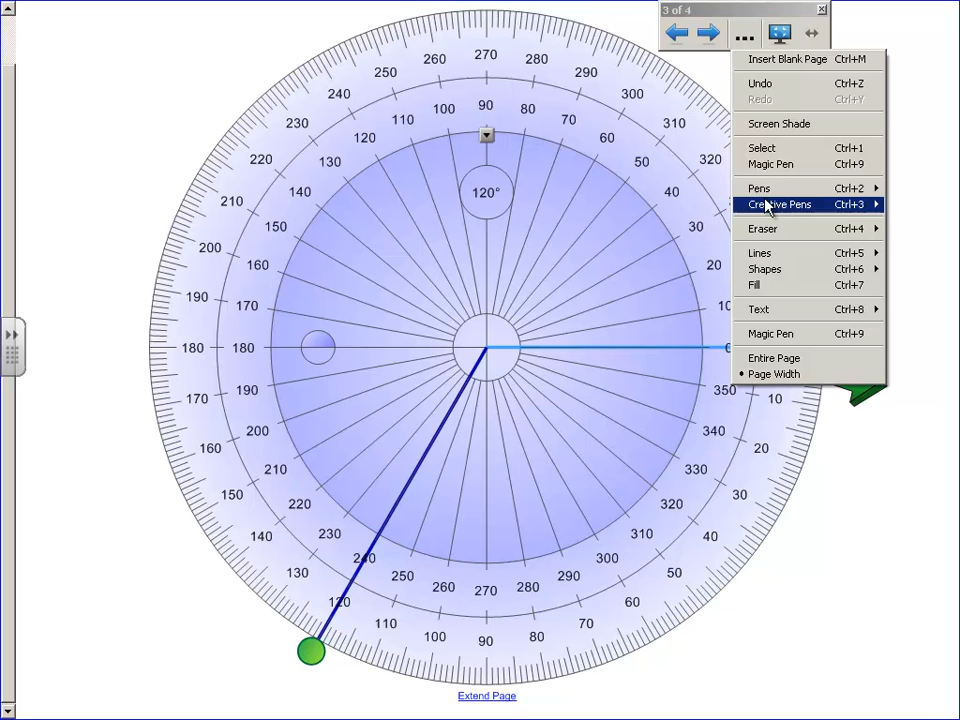 3 of 4
...
Insert Blank Page Ctrl+M
Undo Ctrl+Z
Redo Ctrl+Y
Screen Shade
Select Ctrl+1
Magic Pen Ctrl+9
Pens Ctrl+2
Creative Pens Ctrl+3
Eraser Ctrl+4
Lines Ctrl+5
Shapes Ctrl+6
Fill Ctrl+7
Text Ctrl+8
Magic Pen Ctrl+9
Entire Page
Page Width
270
260 280
250 290
240 300
230 310
220 320
210
200
190
180
170 10
160 20
150 30
140 40
130 50
120 60
110 70
100 80
90
90
100 80
110 70
120 60
130 50
140 40
150 30
160 20
170 10
180 0
190 350
200 340
210 330
220 320
230 310
240 300
250 290
260 280
270
120°
Extend Page